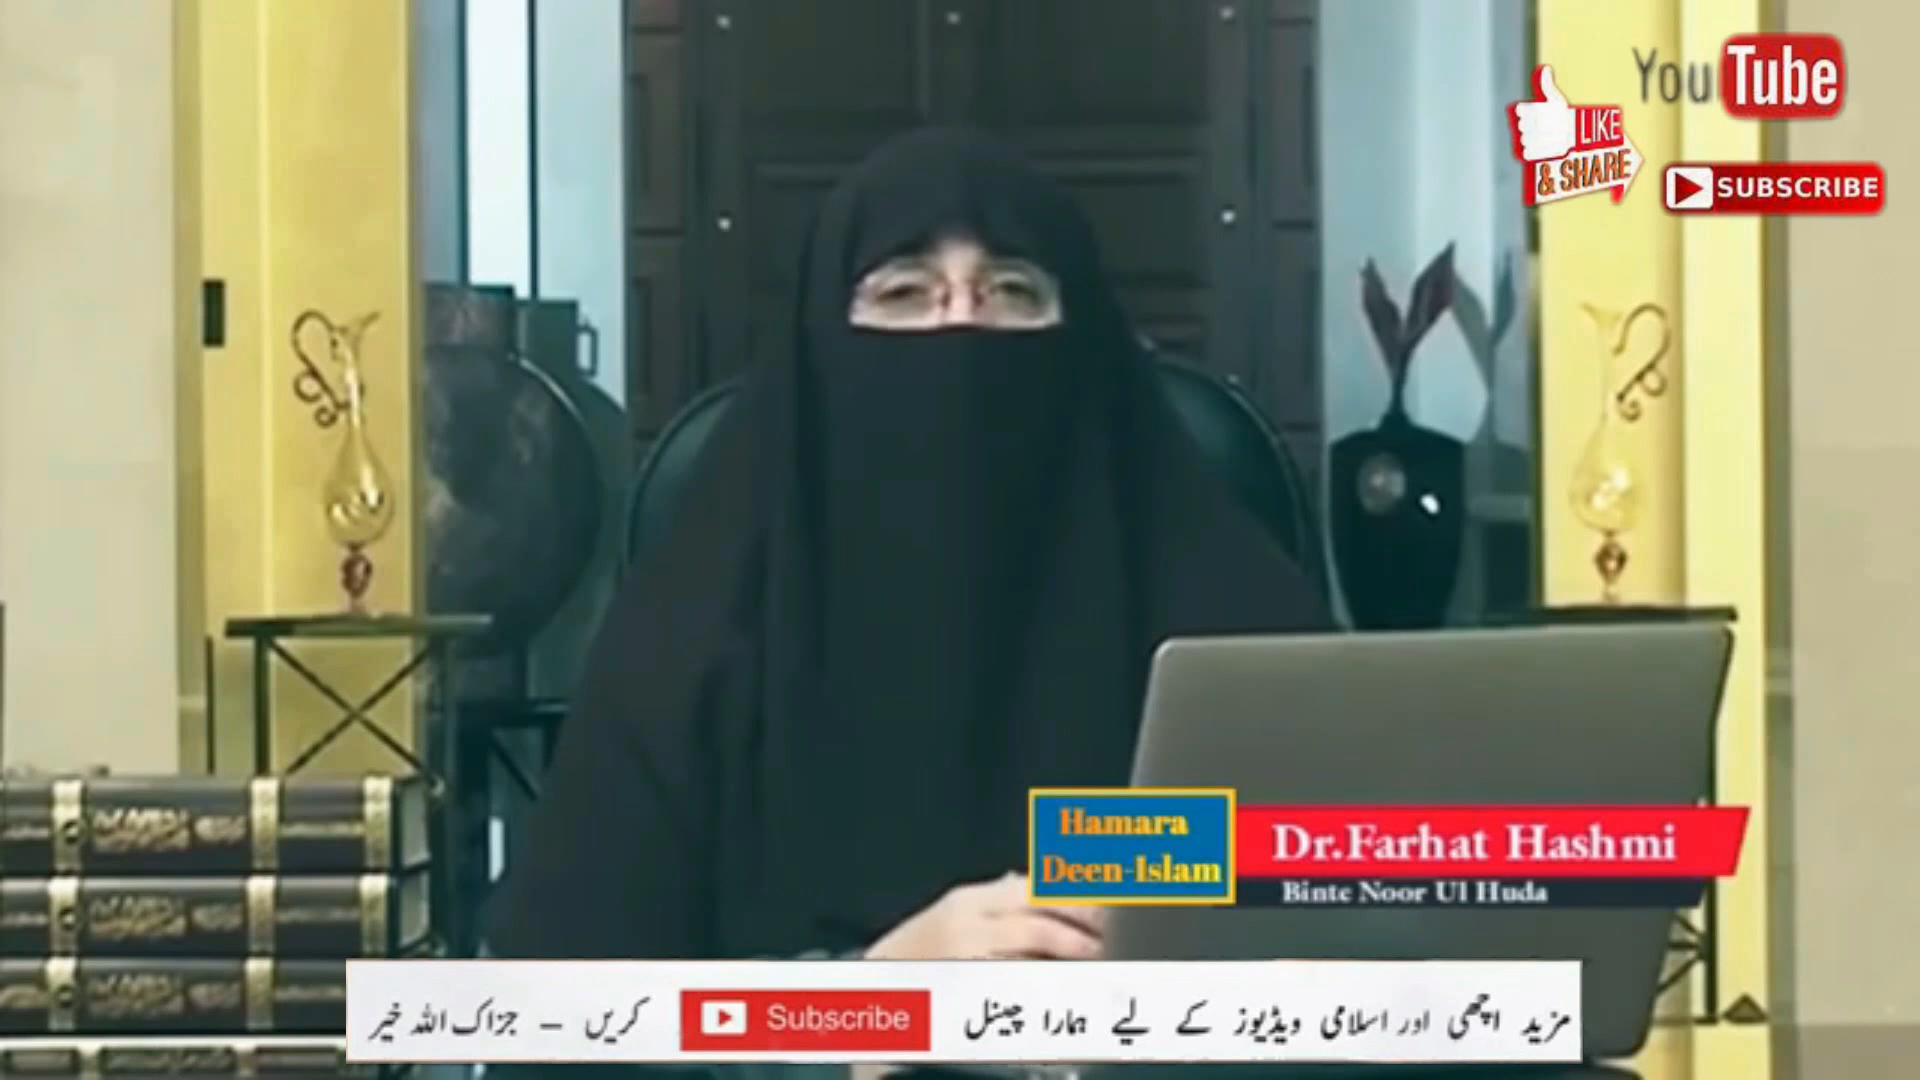 YouTube
LIKE
& SHARE
SUBSCRIBE
Hamara
Deen-Islam
Dr.Farhat Hashmi
Binte Noor Ul Huda
مزید اچھی اور اسلامی ویڈیوز کے لیے ہمارا چینل Subscribe کریں – جزاک اللہ خیر